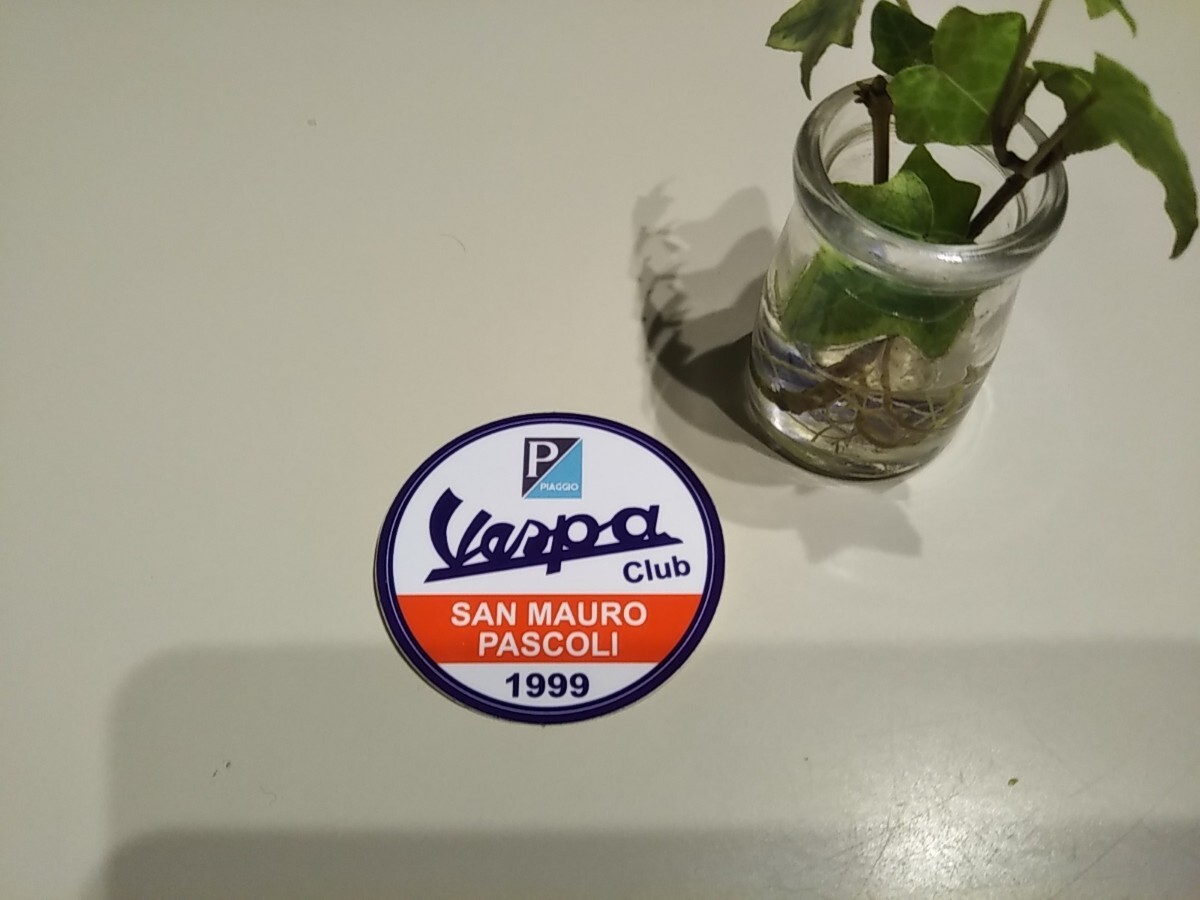 P
PIAGGIO
Vespa
Club
SAN MAURO
PASCOLI
1999